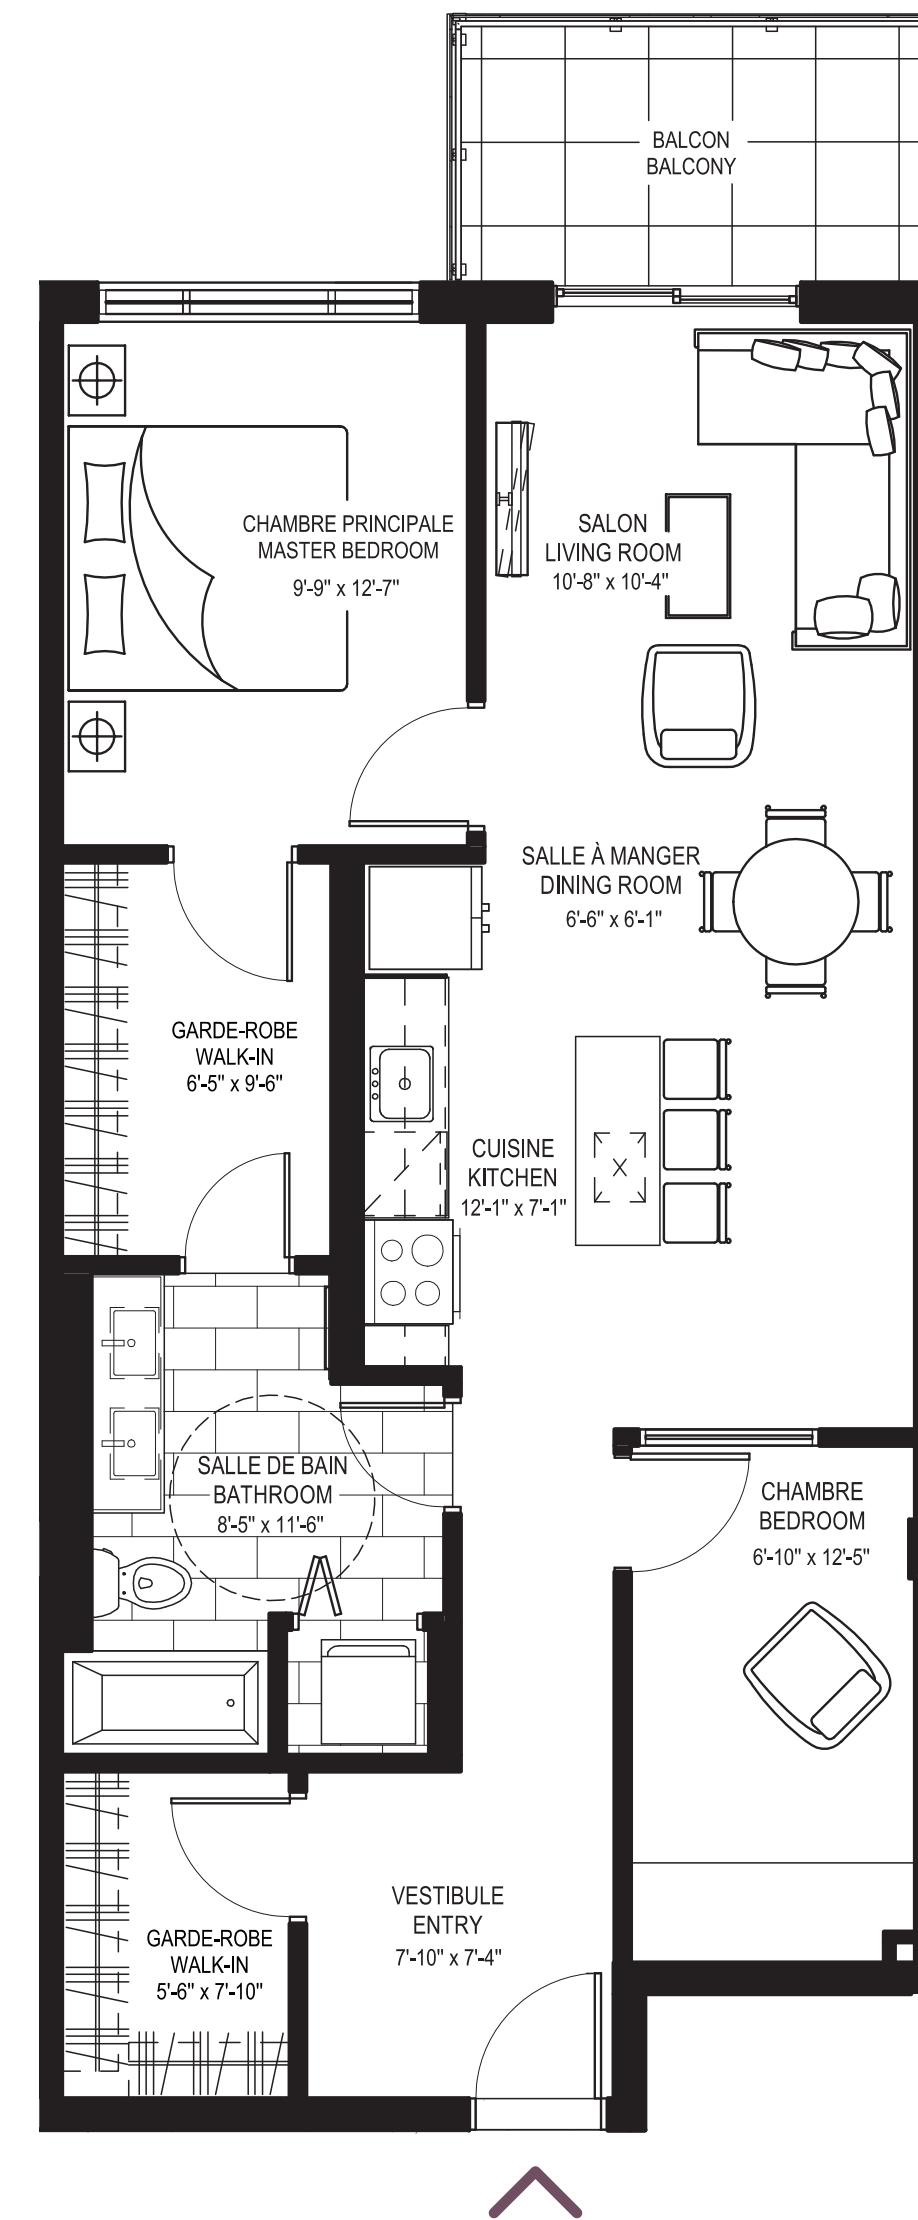 BALCON
BALCONY
CHAMBRE PRINCIPALE
MASTER BEDROOM
9'-9" x 12'-7"
SALON
LIVING ROOM
10'-8" x 10'-4"
SALLE À MANGER
DINING ROOM
6'-6" x 6'-1"
GARDE-ROBE
WALK-IN
6'-5" x 9'-6"
CUISINE
KITCHEN
12'-1" x 7'-1"
SALLE DE BAIN
BATHROOM
8'-5" x 11'-6"
CHAMBRE
BEDROOM
6'-10" x 12'-5"
VESTIBULE
ENTRY
7'-10" x 7'-4"
GARDE-ROBE
WALK-IN
5'-6" x 7'-10"